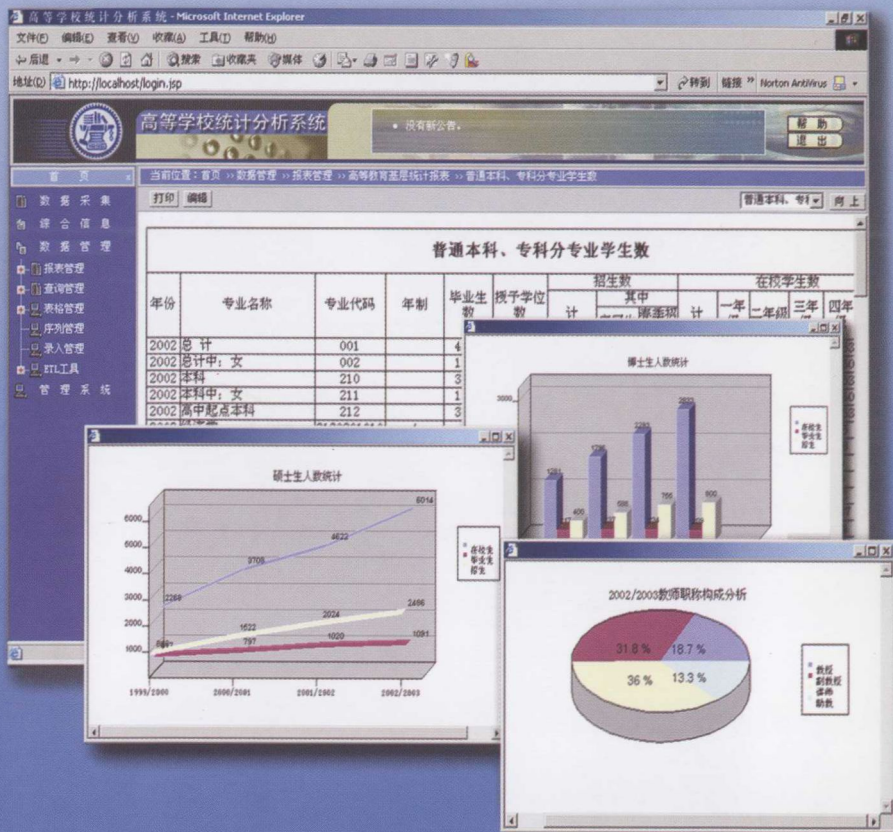 高等学校统计分析系统 - Microsoft Internet Explorer
文件(F) 编辑(E) 查看(V) 收藏(A) 工具(T) 帮助(H)
后退 搜索 收藏夹 媒体
地址(D) http://localhost/login.jsp 转到 链接 » Norton AntiVirus
高等学校统计分析系统
• 没有新公告。
帮 助
退 出
首 页 x
当前位置：首页 >> 数据管理 >> 报表管理 >> 高等教育基层统计报表 >> 普通本科、专科分专业学生数
打印 编辑 普通本科、专科 向上
数 据 采 集
综 合 信 息
数 据 管 理
报表管理
查询管理
表格管理
序列管理
录入管理
ETL工具
管 理 系 统
普通本科、专科分专业学生数
招生数 在校学生数
年份 专业名称 专业代码 年制 毕业生数 授予学位数 计 其中 计 一年级 二年级 三年级 四年级
2002 总 计 001 4
2002 总计中：女 002 1
2002 本科 210 3
2002 本科中：女 211 1
2002 高中起点本科 212 3
博士生人数统计
3000
1281 1796 2283 2833
400 588 766 800
在校生
毕业生
招生
硕士生人数统计
6000
5000
4000
3000
2000
1000
2268 3706 4622 6014
1522 2024 2486
797 1020 1091
1999/2000 2000/2001 2001/2002 2002/2003
在校生
毕业生
招生
2002/2003教师职称构成分析
31.8 % 18.7 %
36 % 13.3 %
教授
副教授
讲师
助教